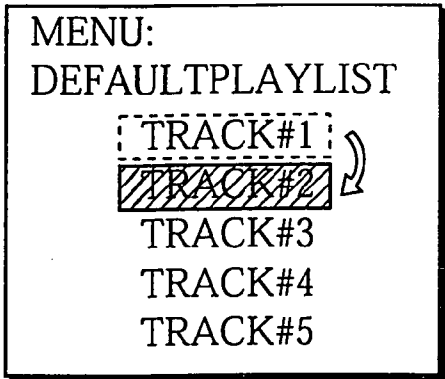 MENU:
DEFAULTPLAYLIST
TRACK#1
TRACK#2
TRACK#3
TRACK#4
TRACK#5